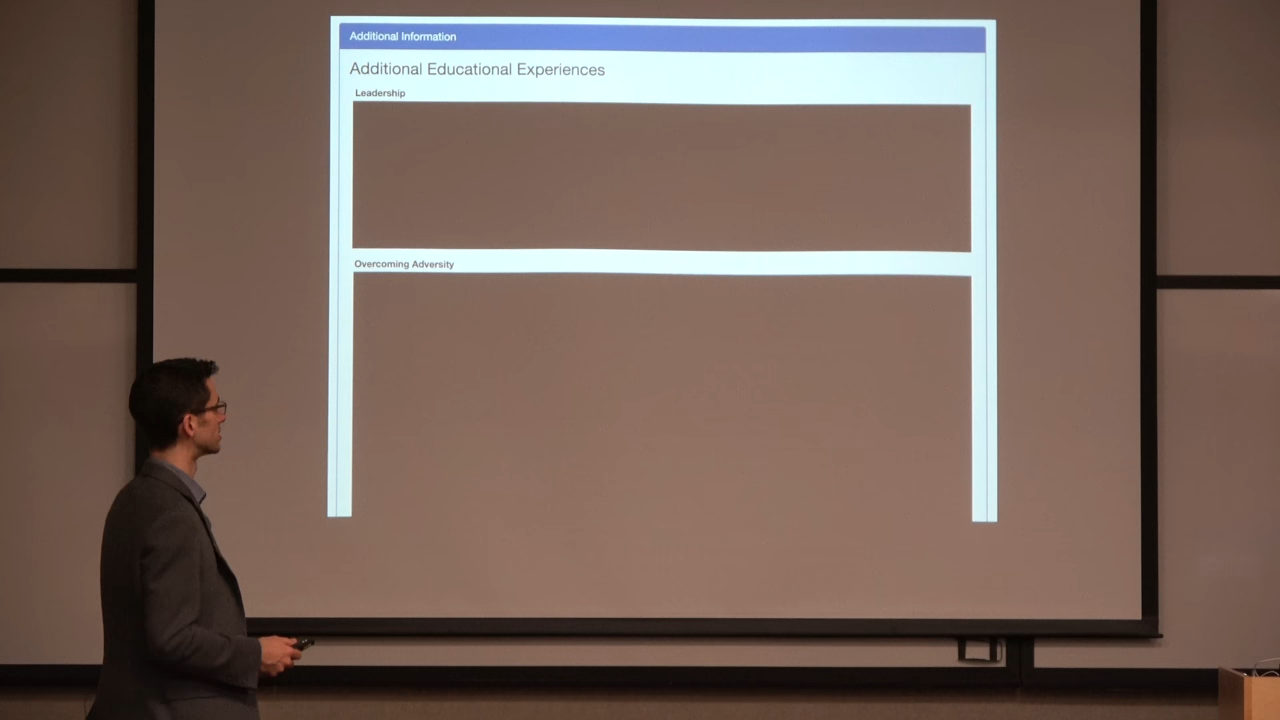 Additional Information
Additional Educational Experiences
Leadership
Overcoming Adversity